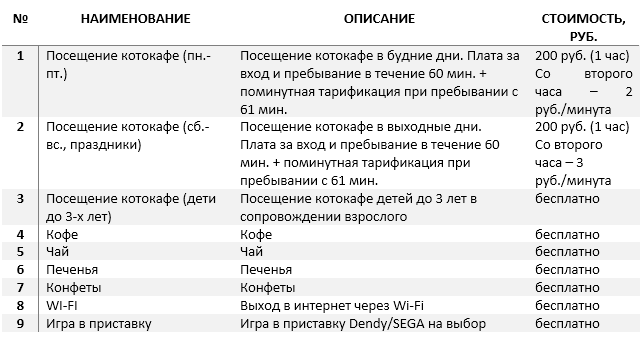 № НАИМЕНОВАНИЕ ОПИСАНИЕ СТОИМОСТЬ, РУБ.
1 Посещение котокафе (пн.-пт.) Посещение котокафе в будние дни. Плата за вход и пребывание в течение 60 мин. + поминутная тарификация при пребывании с 61 мин. 200 руб. (1 час) Со второго часа – 2 руб./минута
2 Посещение котокафе (сб.-вс., праздники) Посещение котокафе в выходные дни. Плата за вход и пребывание в течение 60 мин. + поминутная тарификация при пребывании с 61 мин. 200 руб. (1 час) Со второго часа – 3 руб./минута
3 Посещение котокафе (дети до 3-х лет) Посещение котокафе детей до 3 лет в сопровождении взрослого бесплатно
4 Кофе Кофе бесплатно
5 Чай Чай бесплатно
6 Печенья Печенья бесплатно
7 Конфеты Конфеты бесплатно
8 WI-FI Выход в интернет через Wi-Fi бесплатно
9 Игра в приставку Игра в приставку Dendy/SEGA на выбор бесплатно